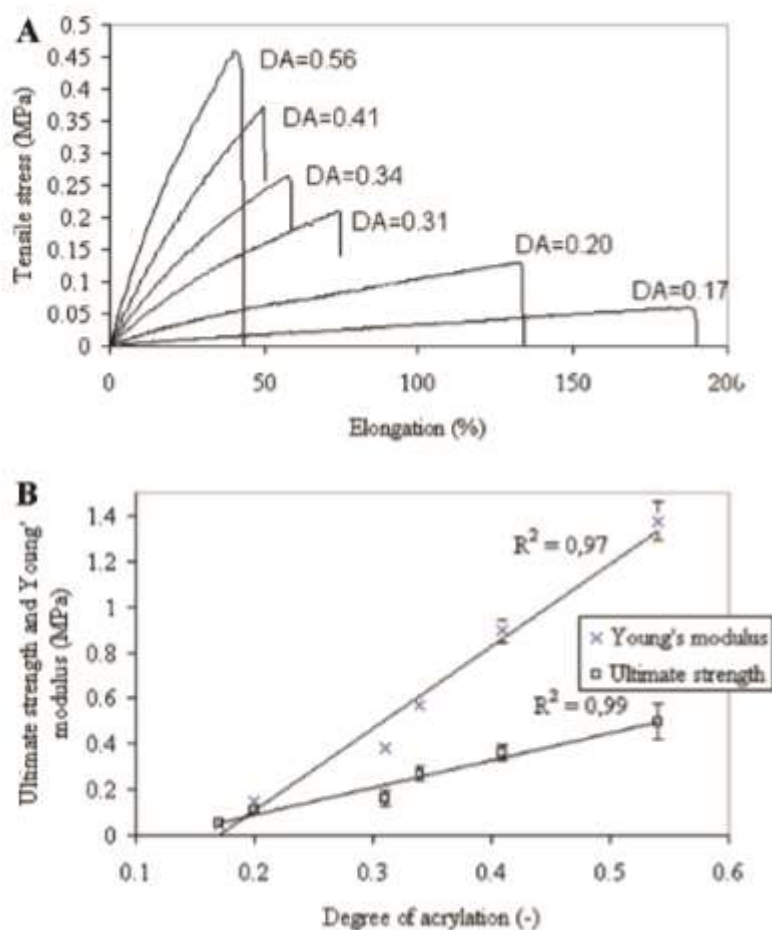 A
Tensile stress (MPa)
0.5
0.45
0.4
0.35
0.3
0.25
0.2
0.15
0.1
0.05
0
DA=0.56
DA=0.41
DA=0.34
DA=0.31
DA=0.20
DA=0.17
0 50 100 150 200
Elongation (%)
B
Ultimate strength and Young'
modulus (MPa)
1.4
1.2
1
0.8
0.6
0.4
0.2
0
R² = 0,97
Young's modulus
Ultimate strength
R² = 0,99
0.1 0.2 0.3 0.4 0.5 0.6
Degree of acrylation (-)